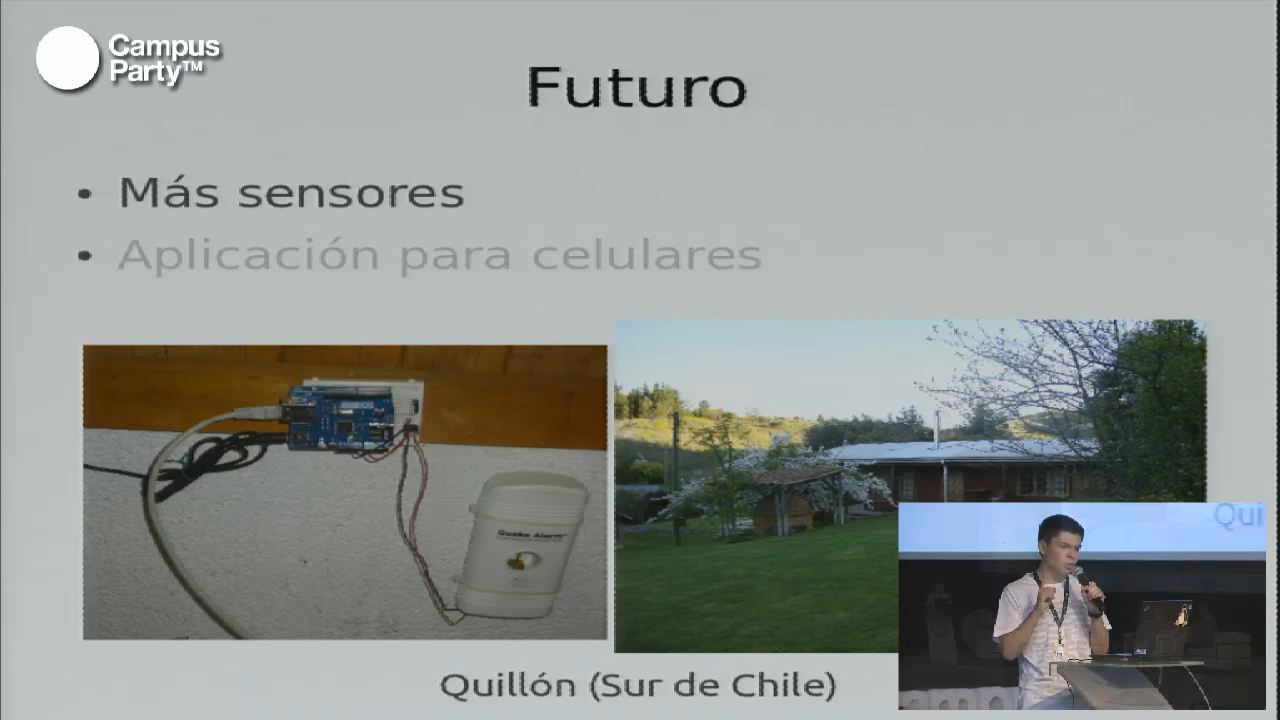 Campus
Party™
Futuro
• Más sensores
• Aplicación para celulares
Quake Alarm
Quillón (Sur de Chile)
Qui